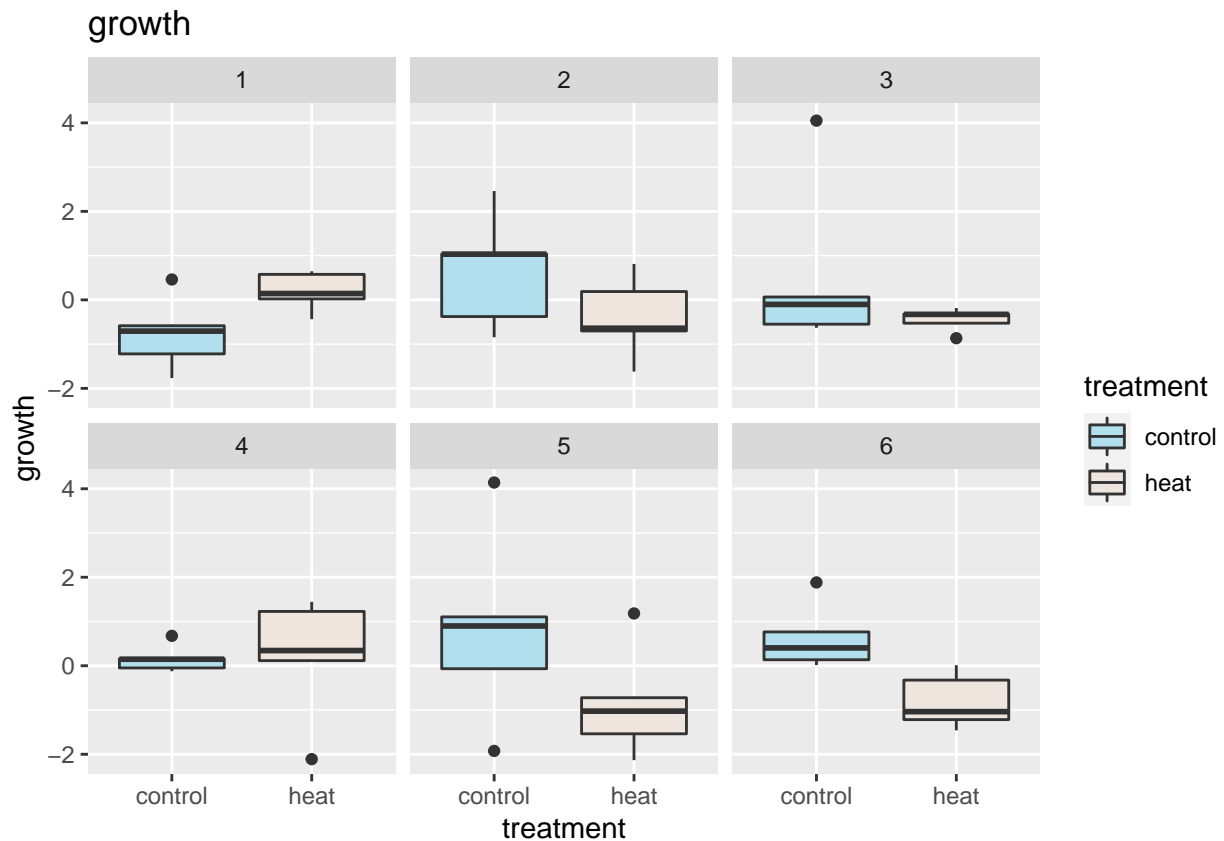 growth
1 2 3
4
2
0
−2
4 5 6
4
2
0
−2
growth
control heat control heat control heat
treatment
treatment
control
heat